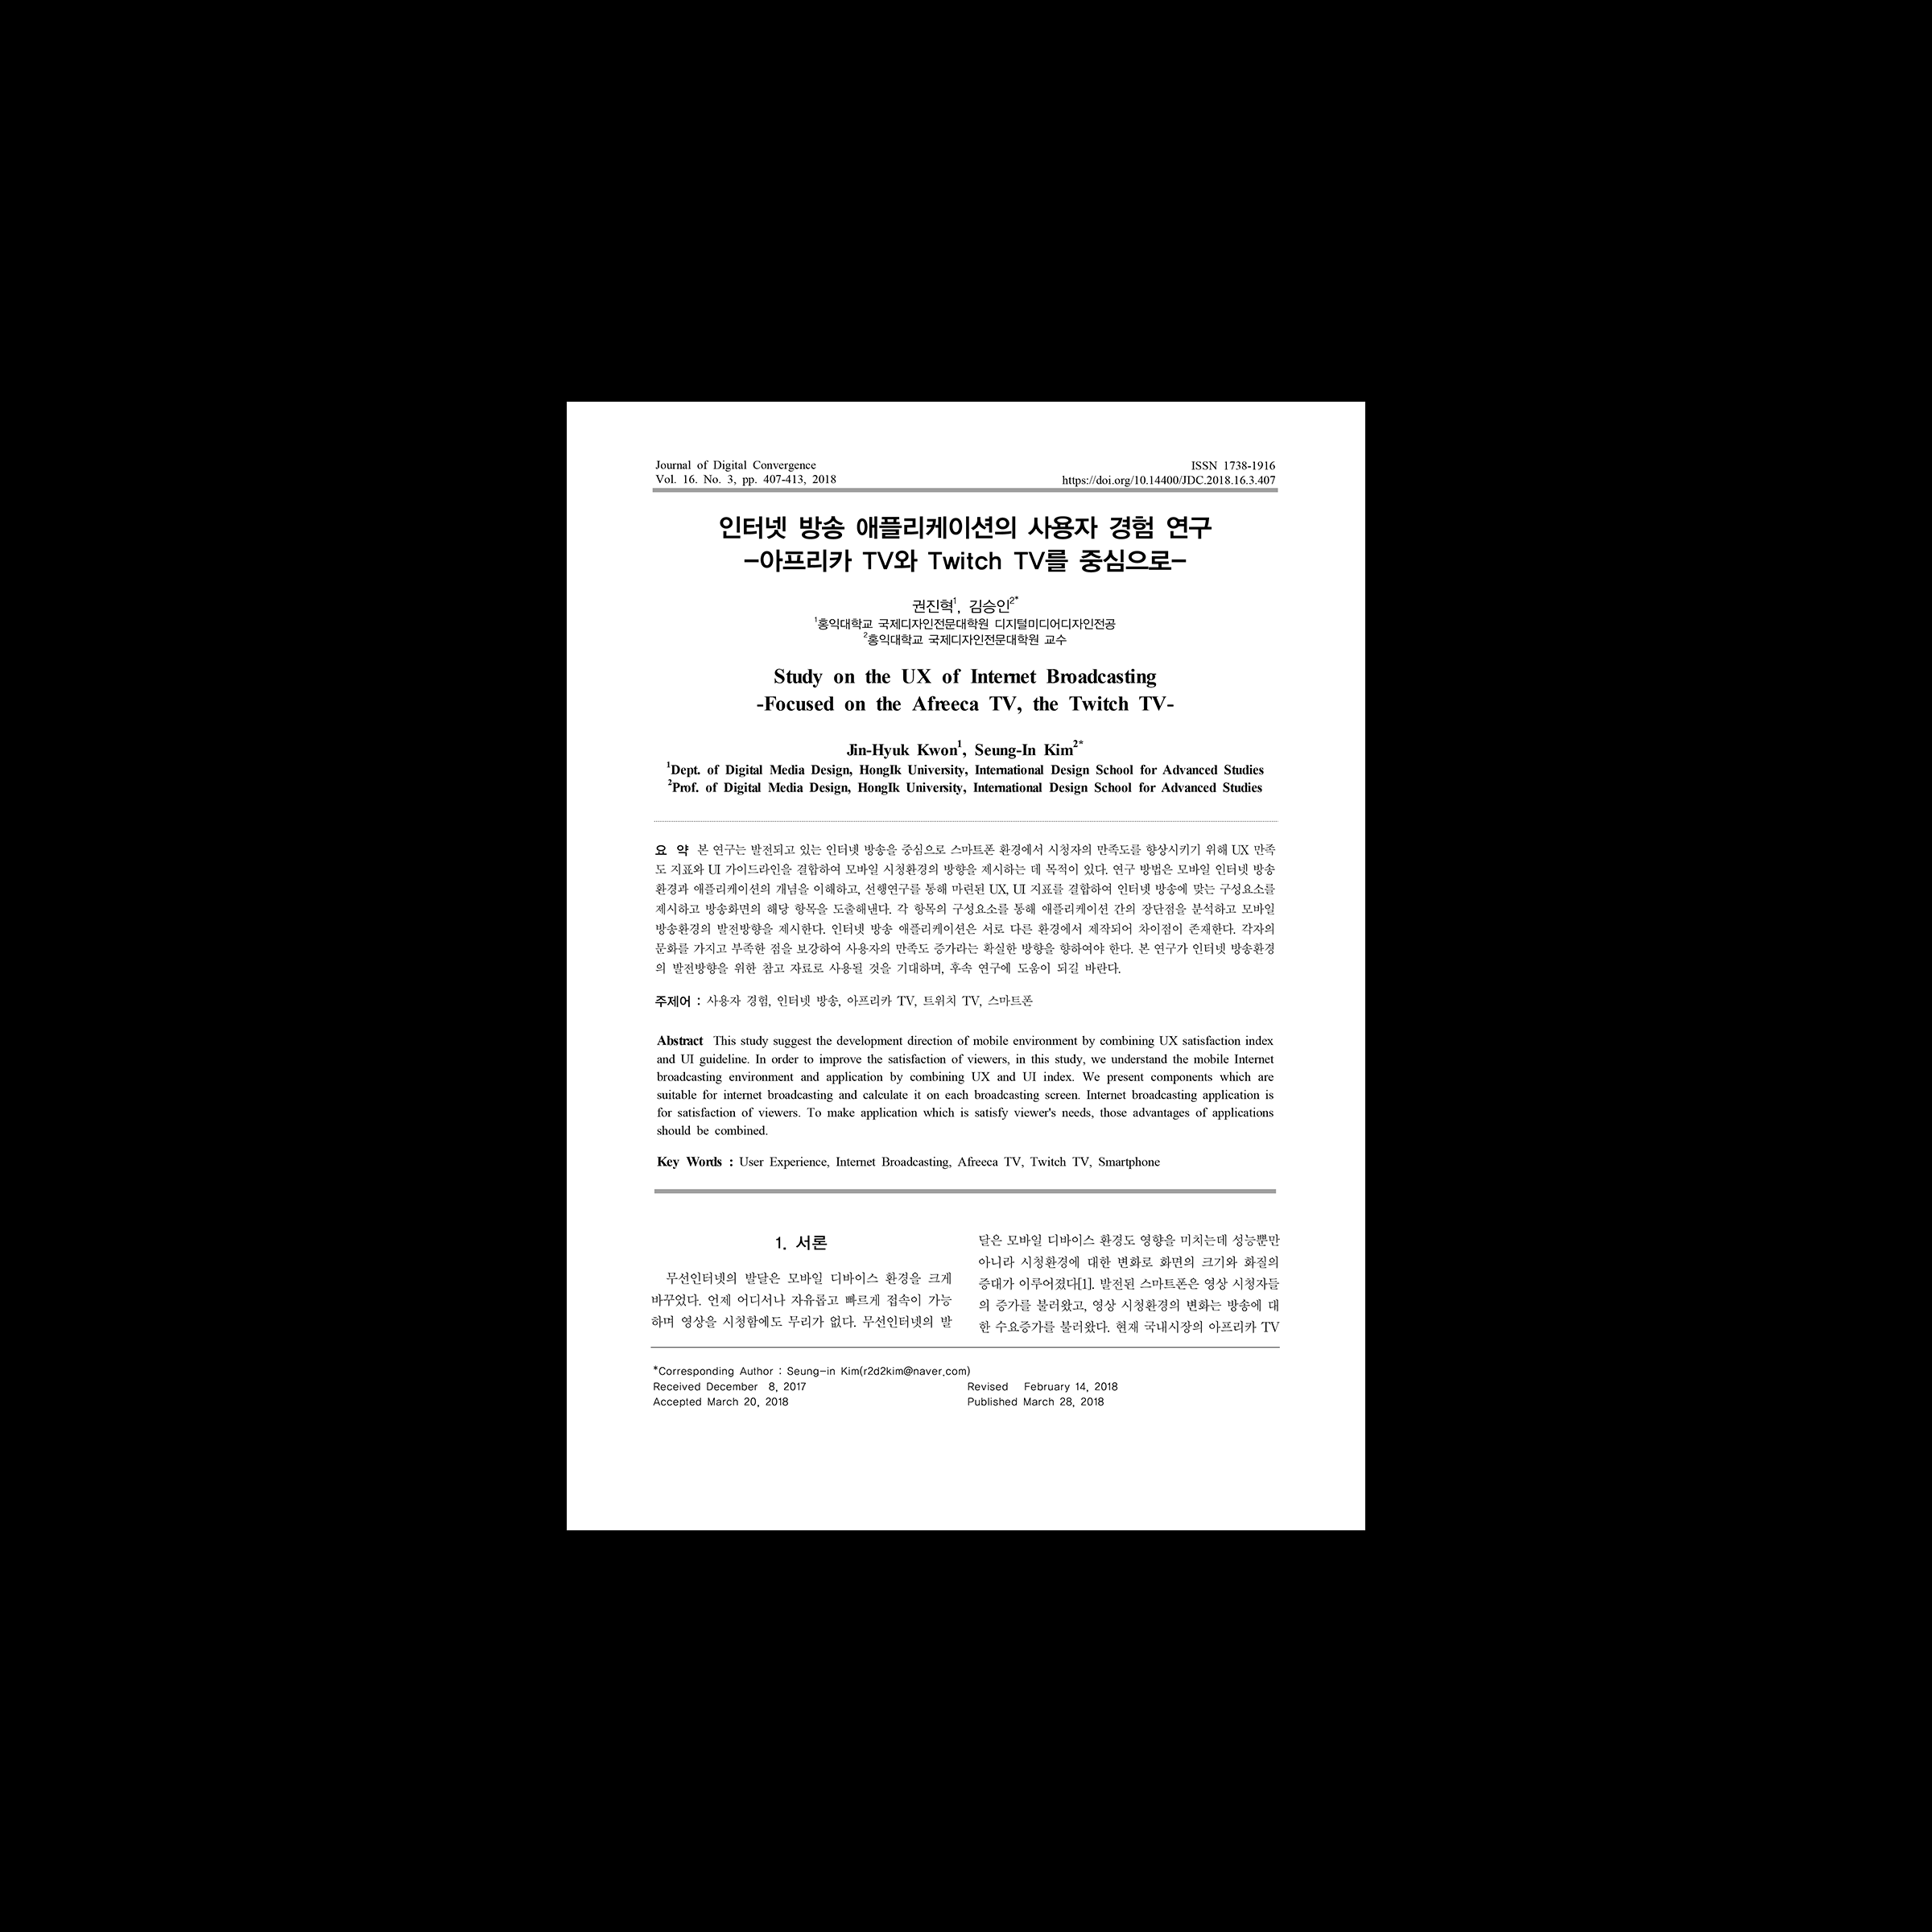 Journal of Digital Convergence
Vol. 16. No. 3, pp. 407-413, 2018
ISSN 1738-1916
https://doi.org/10.14400/JDC.2018.16.3.407
인터넷 방송 애플리케이션의 사용자 경험 연구
-아프리카 TV와 Twitch TV를 중심으로-
권진혁1, 김승인2*
1홍익대학교 국제디자인전문대학원 디지털미디어디자인전공
2홍익대학교 국제디자인전문대학원 교수
Study on the UX of Internet Broadcasting
-Focused on the Afreeca TV, the Twitch TV-
Jin-Hyuk Kwon1, Seung-In Kim2*
1Dept. of Digital Media Design, HongIk University, International Design School for Advanced Studies
2Prof. of Digital Media Design, HongIk University, International Design School for Advanced Studies
요 약 본 연구는 발전되고 있는 인터넷 방송을 중심으로 스마트폰 환경에서 시청자의 만족도를 향상시키기 위해 UX 만족
도 지표와 UI 가이드라인을 결합하여 모바일 시청환경의 방향을 제시하는 데 목적이 있다. 연구 방법은 모바일 인터넷 방송
환경과 애플리케이션의 개념을 이해하고, 선행연구를 통해 마련된 UX, UI 지표를 결합하여 인터넷 방송에 맞는 구성요소를
제시하고 방송화면의 해당 항목을 도출해낸다. 각 항목의 구성요소를 통해 애플리케이션 간의 장단점을 분석하고 모바일
방송환경의 발전방향을 제시한다. 인터넷 방송 애플리케이션은 서로 다른 환경에서 제작되어 차이점이 존재한다. 각자의
문화를 가지고 부족한 점을 보강하여 사용자의 만족도 증가라는 확실한 방향을 향하여야 한다. 본 연구가 인터넷 방송환경
의 발전방향을 위한 참고 자료로 사용될 것을 기대하며, 후속 연구에 도움이 되길 바란다.
주제어 : 사용자 경험, 인터넷 방송, 아프리카 TV, 트위치 TV, 스마트폰
Abstract This study suggest the development direction of mobile environment by combining UX satisfaction index
and UI guideline. In order to improve the satisfaction of viewers, in this study, we understand the mobile Internet
broadcasting environment and application by combining UX and UI index. We present components which are
suitable for internet broadcasting and calculate it on each broadcasting screen. Internet broadcasting application is
for satisfaction of viewers. To make application which is satisfy viewer's needs, those advantages of applications
should be combined.
Key Words : User Experience, Internet Broadcasting, Afreeca TV, Twitch TV, Smartphone
1. 서론
무선인터넷의 발달은 모바일 디바이스 환경을 크게
바꾸었다. 언제 어디서나 자유롭고 빠르게 접속이 가능
하며 영상을 시청함에도 무리가 없다. 무선인터넷의 발
달은 모바일 디바이스 환경도 영향을 미치는데 성능뿐만
아니라 시청환경에 대한 변화로 화면의 크기와 화질의
증대가 이루어졌다[1]. 발전된 스마트폰은 영상 시청자들
의 증가를 불러왔고, 영상 시청환경의 변화는 방송에 대
한 수요증가를 불러왔다. 현재 국내시장의 아프리카 TV
*Corresponding Author : Seung-in Kim(r2d2kim@naver.com)
Received December 8, 2017
Revised February 14, 2018
Accepted March 20, 2018
Published March 28, 2018